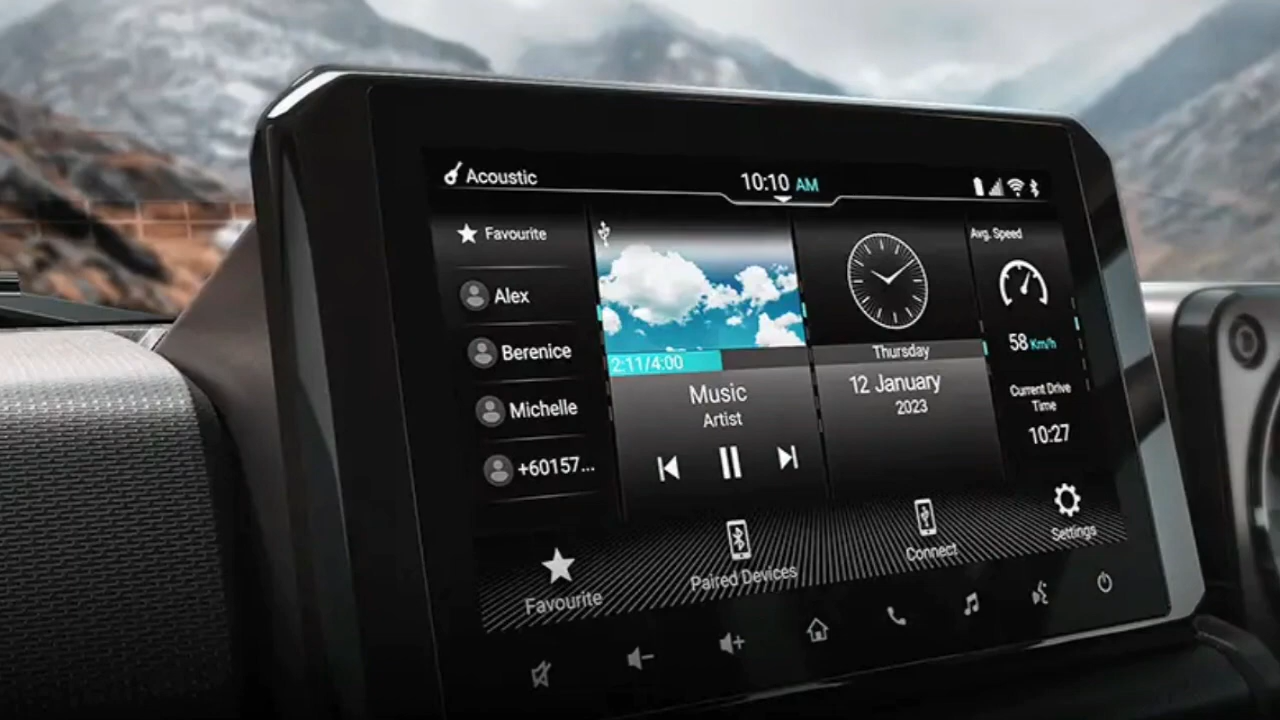 Acoustic
10:10 AM
Favourite
Alex
Berenice
Michelle
+60157...
2:11/4:00
Music
Artist
Thursday
12 January
2023
Avg. Speed
58 Km/h
Current Drive
Time
10:27
Favourite
Paired Devices
Connect
Settings